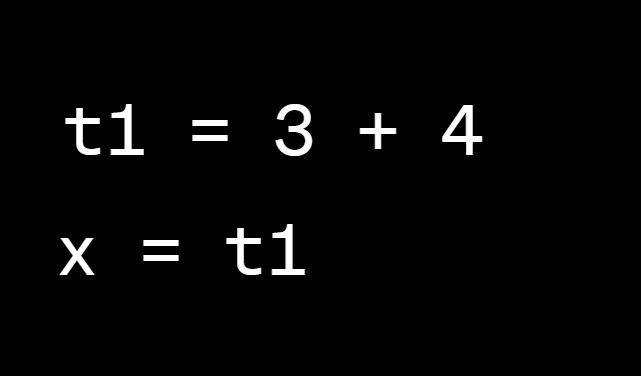 t1 = 3 + 4
x = t1